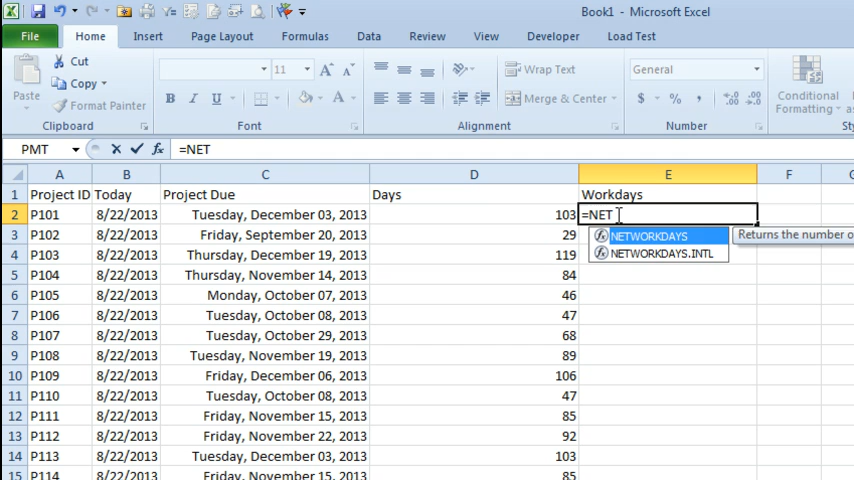 Book1 - Microsoft Excel
File Home Insert Page Layout Formulas Data Review View Developer Load Test
Paste
Cut
Copy
Format Painter
Clipboard
11 A A
B I U A
Font
Wrap Text
Merge & Center
Alignment
General
$ % , .0 .00 .00 .0
Number
Conditional
Formatting
PMT =NET
A B C D E F
1 Project ID Today Project Due Days Workdays
2 P101 8/22/2013 Tuesday, December 03, 2013 103 =NET
NETWORKDAYS Returns the number o
NETWORKDAYS.INTL
3 P102 8/22/2013 Friday, September 20, 2013 29
4 P103 8/22/2013 Thursday, December 19, 2013 119
5 P104 8/22/2013 Thursday, November 14, 2013 84
6 P105 8/22/2013 Monday, October 07, 2013 46
7 P106 8/22/2013 Tuesday, October 08, 2013 47
8 P107 8/22/2013 Tuesday, October 29, 2013 68
9 P108 8/22/2013 Tuesday, November 19, 2013 89
10 P109 8/22/2013 Friday, December 06, 2013 106
11 P110 8/22/2013 Tuesday, October 08, 2013 47
12 P111 8/22/2013 Friday, November 15, 2013 85
13 P112 8/22/2013 Friday, November 22, 2013 92
14 P113 8/22/2013 Tuesday, December 03, 2013 103
15 P114 8/22/2013 Friday, November 15, 2013 85